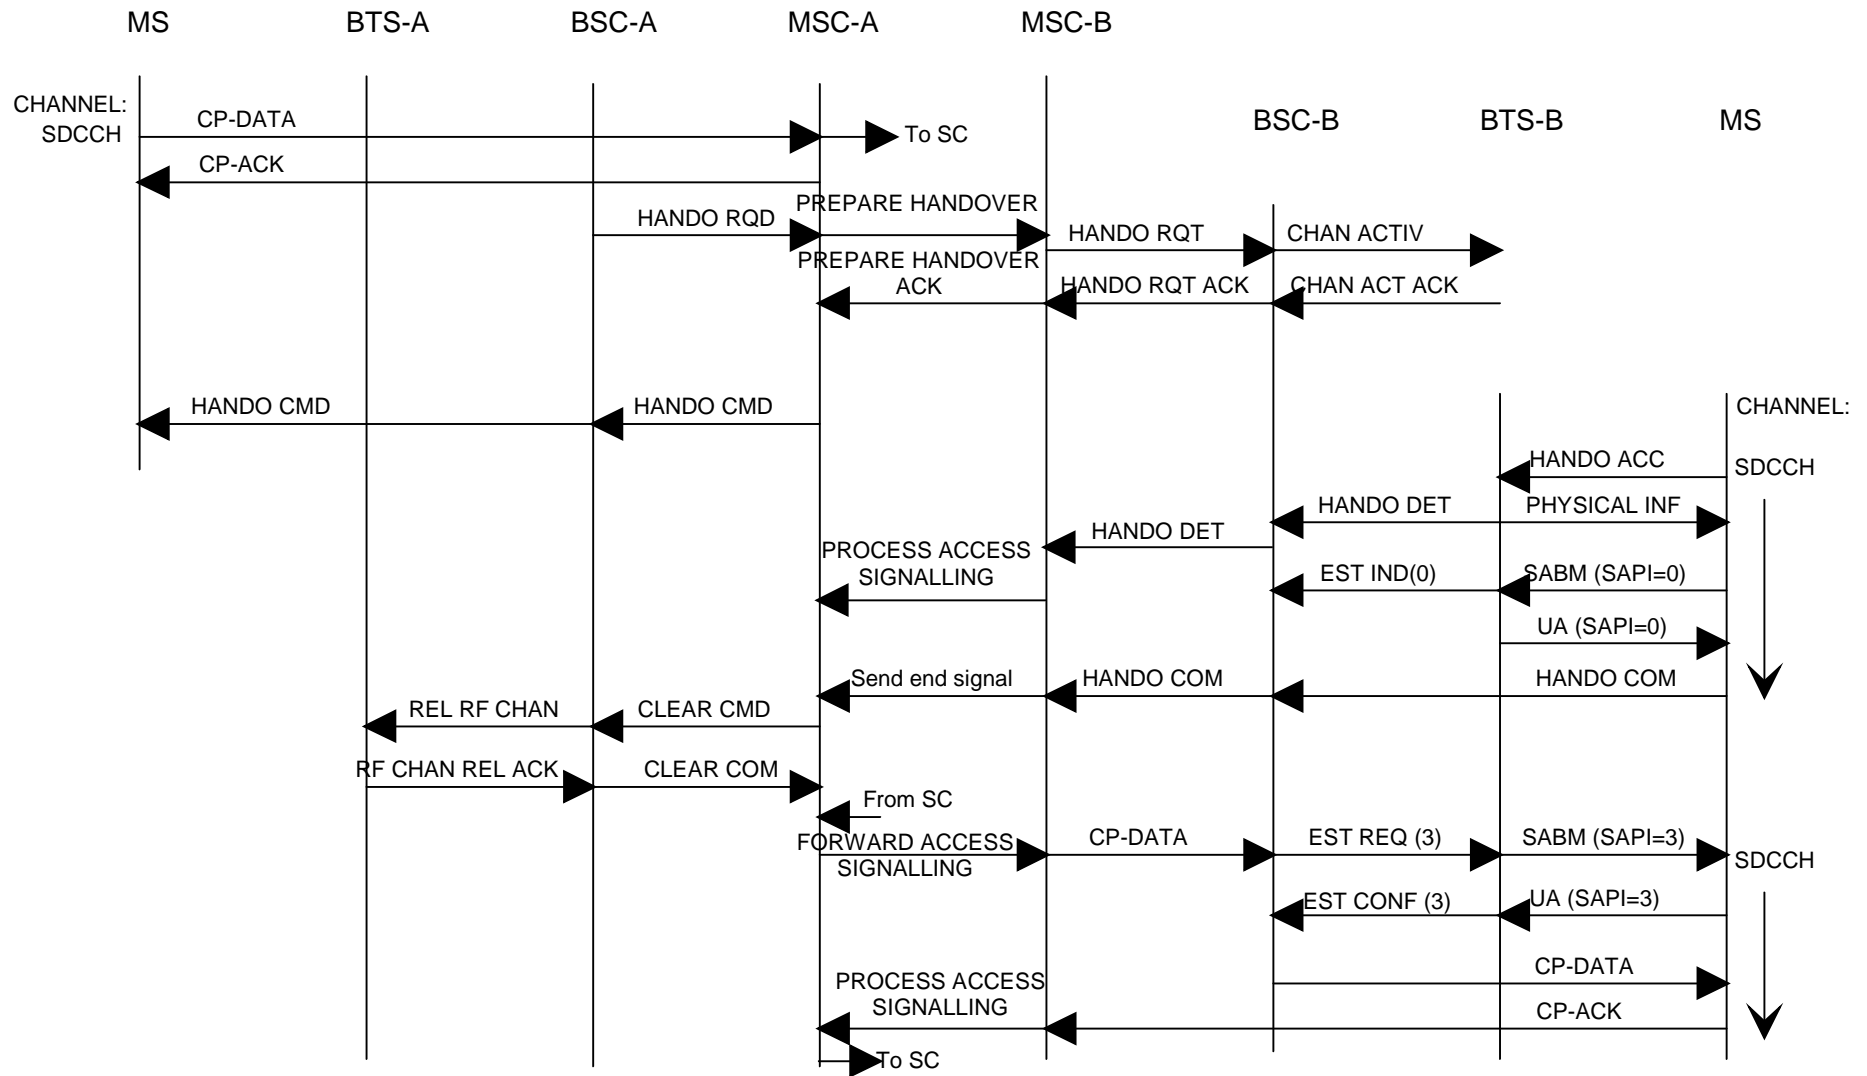 MS BTS-A BSC-A MSC-A MSC-B
CHANNEL:
SDCCH
CP-DATA
To SC
BSC-B BTS-B MS
CP-ACK
HANDO RQD
PREPARE HANDOVER
HANDO RQT
CHAN ACTIV
PREPARE HANDOVER
ACK
HANDO RQT ACK
CHAN ACT ACK
HANDO CMD
HANDO CMD
CHANNEL:
HANDO ACC
SDCCH
HANDO DET
PHYSICAL INF
HANDO DET
PROCESS ACCESS
SIGNALLING
EST IND(0)
SABM (SAPI=0)
UA (SAPI=0)
Send end signal
HANDO COM
HANDO COM
REL RF CHAN
CLEAR CMD
RF CHAN REL ACK
CLEAR COM
From SC
FORWARD ACCESS
SIGNALLING
CP-DATA
EST REQ (3)
SABM (SAPI=3)
SDCCH
EST CONF (3)
UA (SAPI=3)
CP-DATA
PROCESS ACCESS
SIGNALLING
CP-ACK
To SC